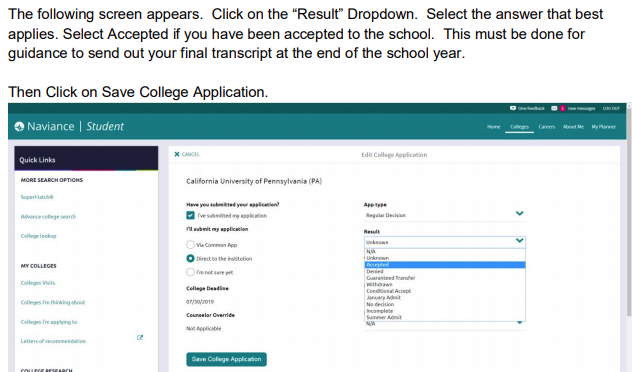 The following screen appears.  Click on the “Result” Dropdown.  Select the answer that best
applies. Select Accepted if you have been accepted to the school.  This must be done for
guidance to send out your final transcript at the end of the school year.
Then Click on Save College Application.
Give feedback 2 new messages LOG OUT
Naviance | Student
Home Colleges Careers About Me My Planner
Quick Links
MORE SEARCH OPTIONS
SuperMatch®
Advance college search
College lookup
MY COLLEGES
Colleges Visits
Colleges I'm thinking about
Colleges I'm applying to
Letters of recommendation
COLLEGE RESEARCH
X CANCEL
Edit College Application
California University of Pennsylvania (PA)
Have you submitted your application?
I've submitted my application
I'll submit my application
Via Common App
Direct to the institution
I'm not sure yet
College Deadline
07/30/2019
Counselor Override
Not Applicable
Save College Application
App type
Regular Decision
Result
Unknown
N/A
Unknown
Accepted
Denied
Guaranteed Transfer
Withdrawn
Conditional Accept
January Admit
No decision
Incomplete
Summer Admit
N/A